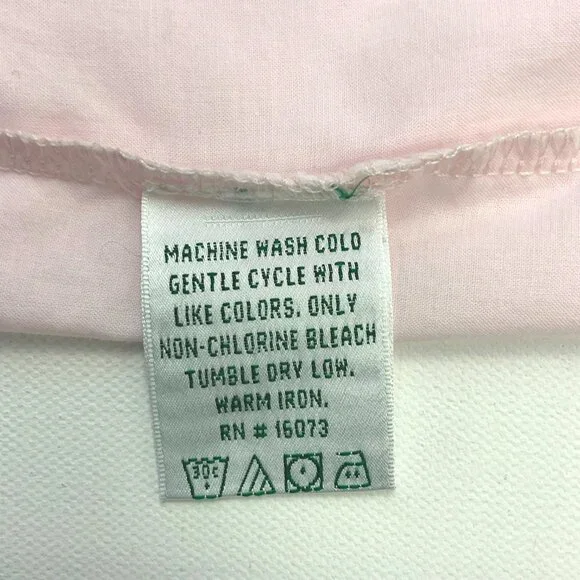 MACHINE WASH COLD
GENTLE CYCLE WITH
LIKE COLORS. ONLY
NON-CHLORINE BLEACH
TUMBLE DRY LOW.
WARM IRON.
RN # 16073
30c